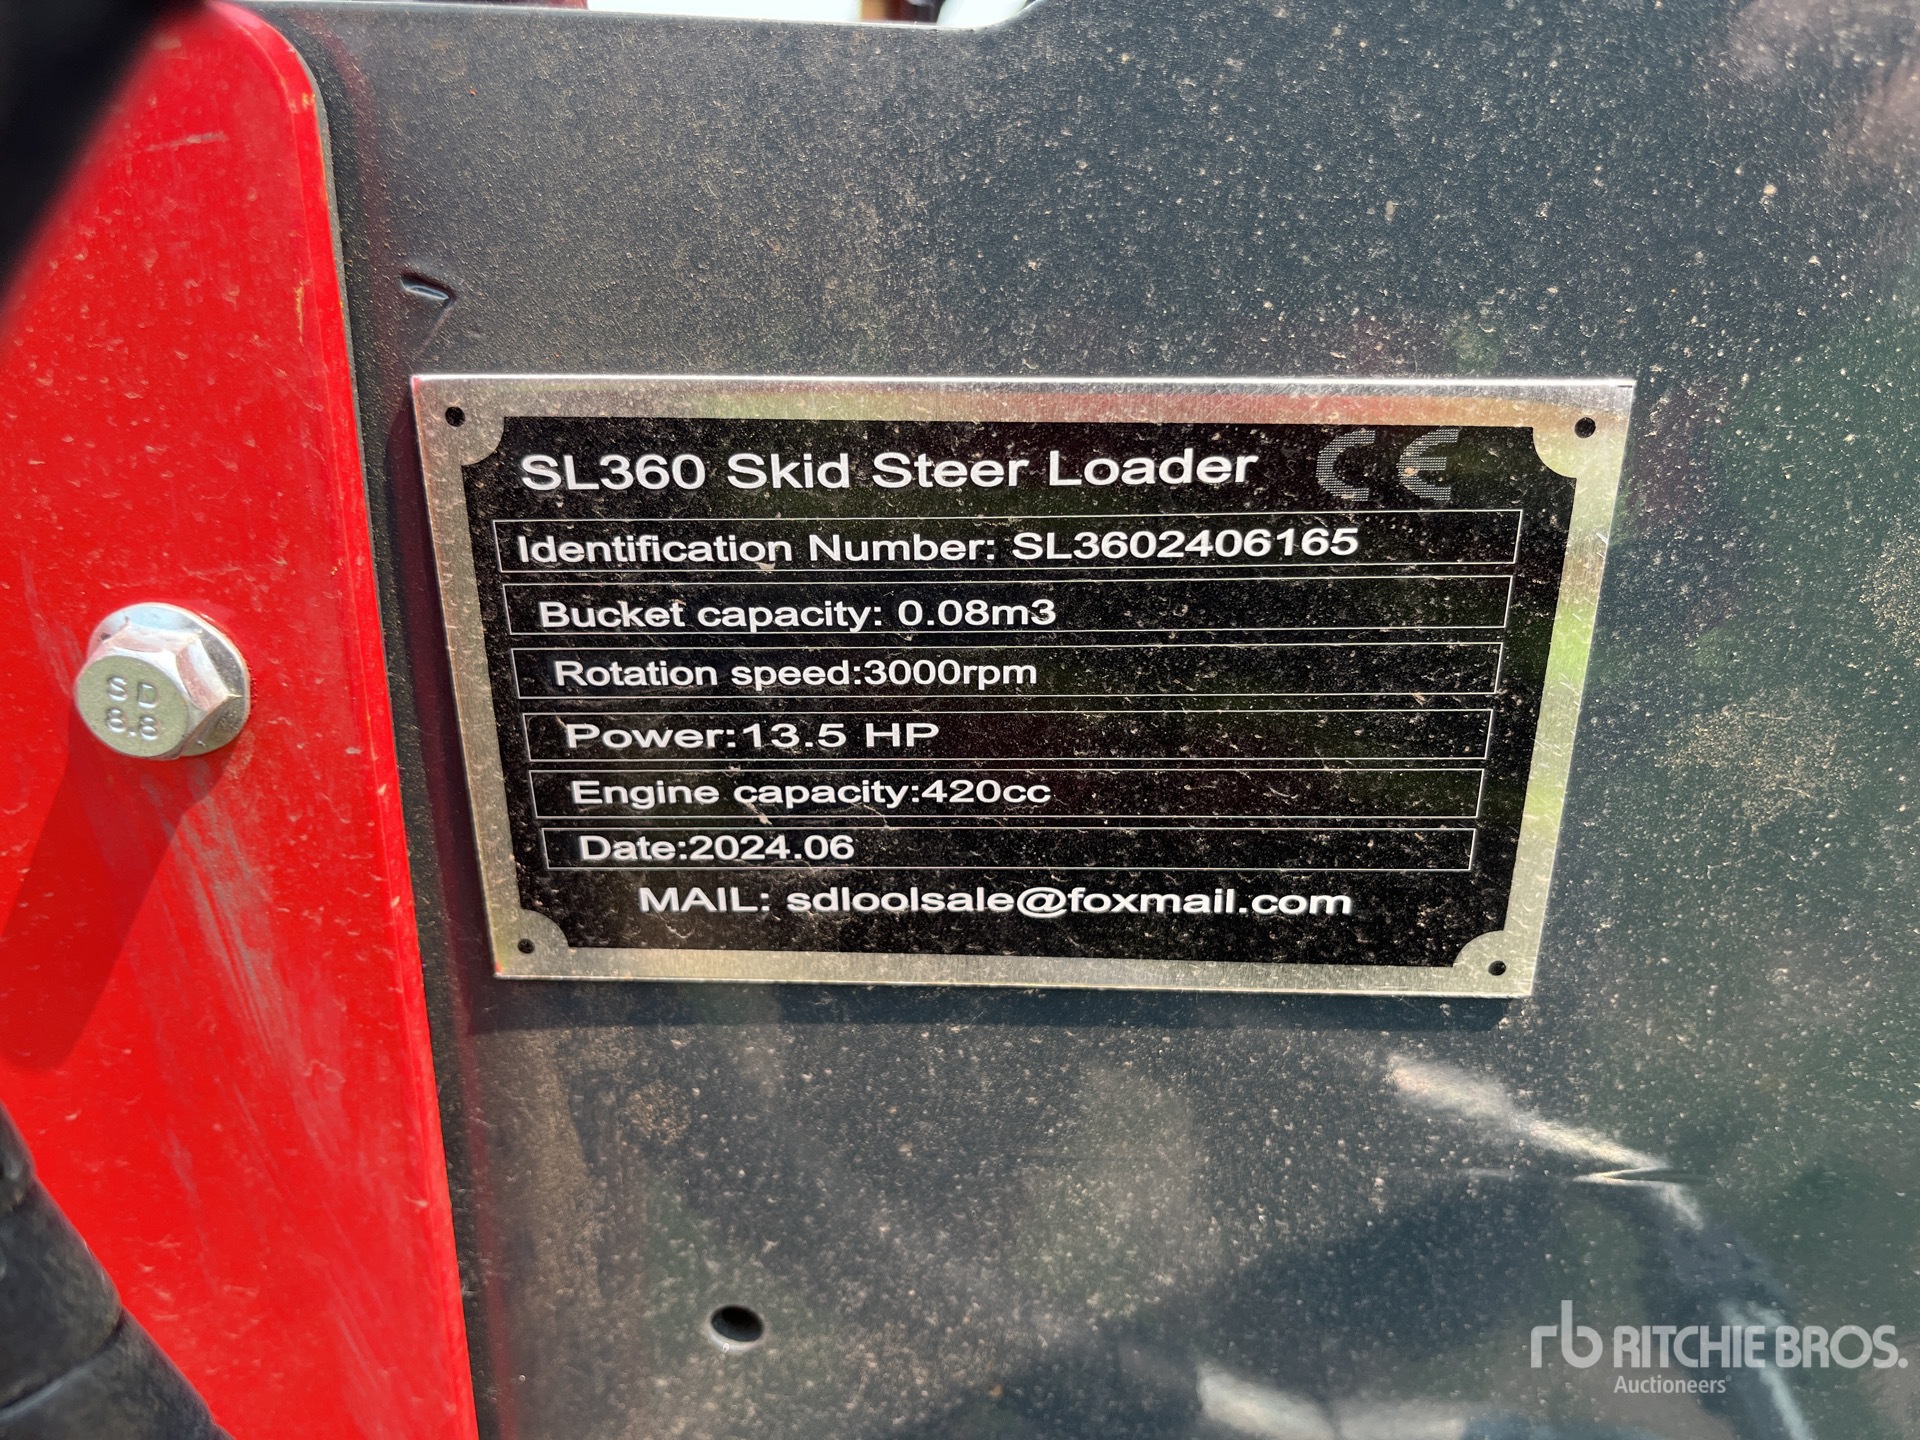 SL360 Skid Steer Loader CE
Identification Number: SL3602406165
Bucket capacity: 0.08m3
Rotation speed:3000rpm
Power:13.5 HP
Engine capacity:420cc
Date:2024.06
MAIL: sdloolsale@foxmail.com
SD
8.8
rb RITCHIE BROS.
Auctioneers